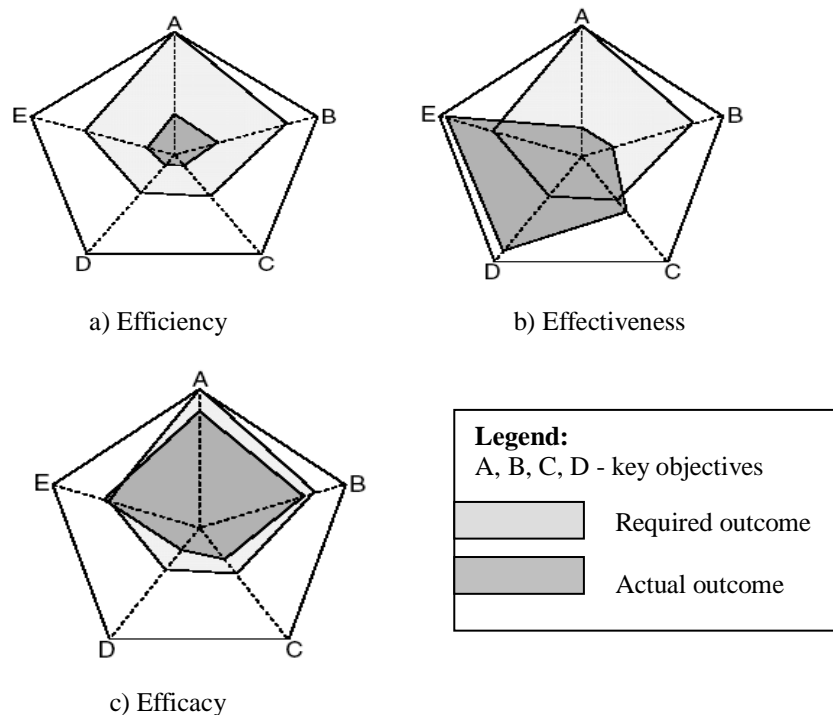 A
E
B
D
C
a) Efficiency
A
E
B
D
C
b) Effectiveness
A
E
B
D
C
c) Efficacy
Legend:
A, B, C, D - key objectives
Required outcome
Actual outcome